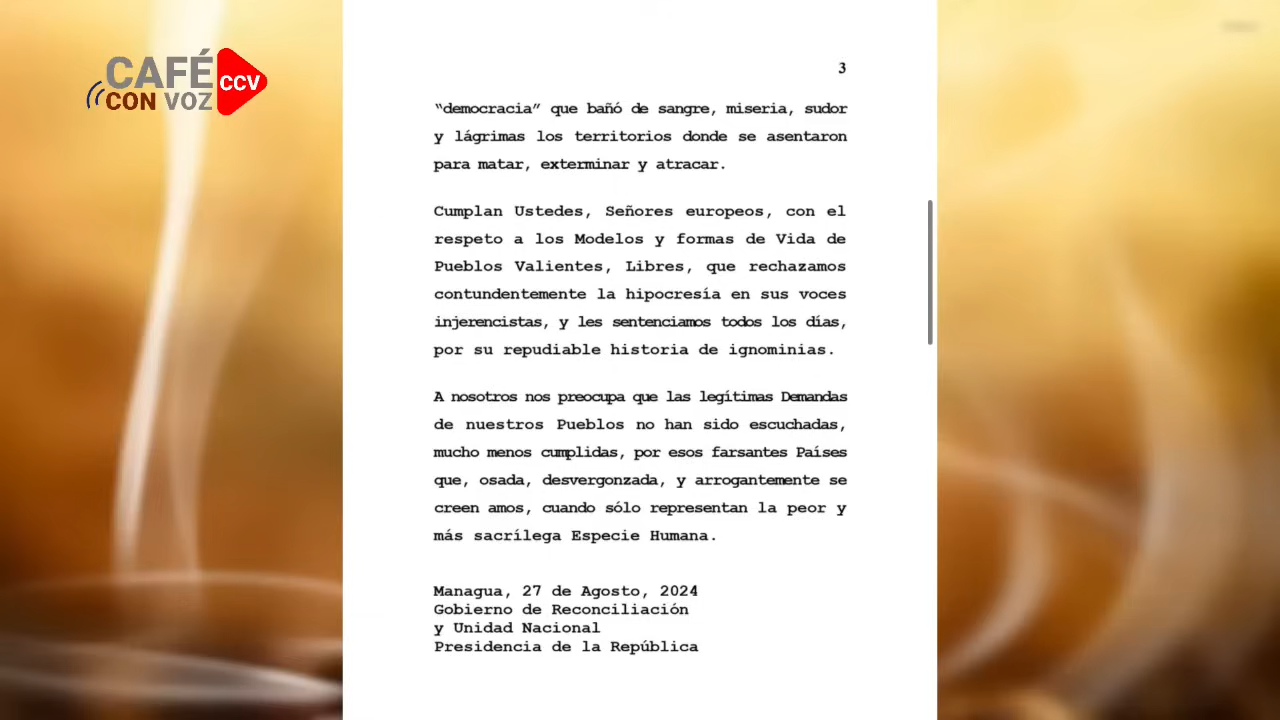 CAFÉ
CON VOZ
CCV
3
“democracia” que bañó de sangre, miseria, sudor
y lágrimas los territorios donde se asentaron
para matar, exterminar y atracar.
Cumplan Ustedes, Señores europeos, con el
respeto a los Modelos y formas de Vida de
Pueblos Valientes, Libres, que rechazamos
contundentemente la hipocresía en sus voces
injerencistas, y les sentenciamos todos los días,
por su repudiable historia de ignominias.
A nosotros nos preocupa que las legítimas Demandas
de nuestros Pueblos no han sido escuchadas,
mucho menos cumplidas, por esos farsantes Países
que, osada, desvergonzada, y arrogantemente se
creen amos, cuando sólo representan la peor y
más sacrílega Especie Humana.
Managua, 27 de Agosto, 2024
Gobierno de Reconciliación
y Unidad Nacional
Presidencia de la República